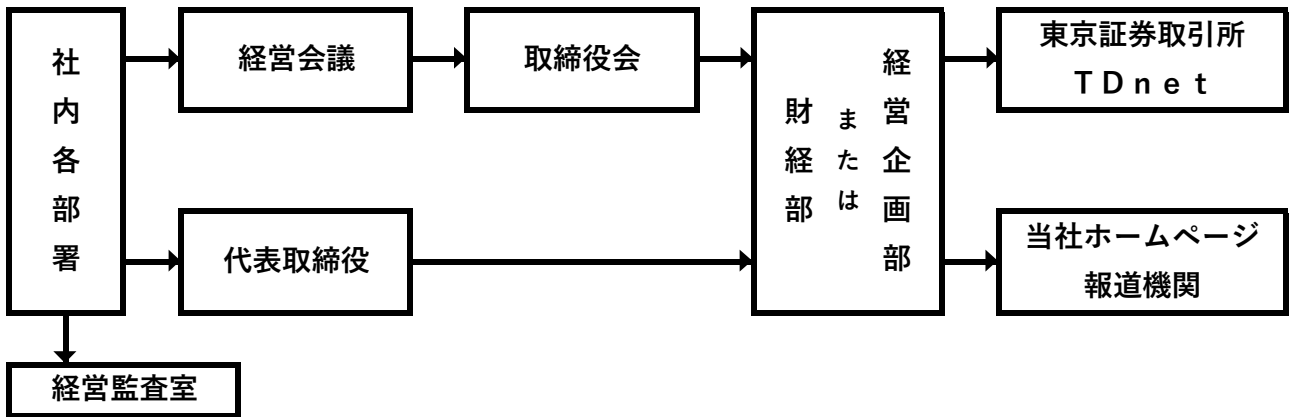 社内各部署
経営会議
取締役会
経営企画部
または
財経部
東京証券取引所
ＴＤｎｅｔ
代表取締役
当社ホームページ
報道機関
経営監査室